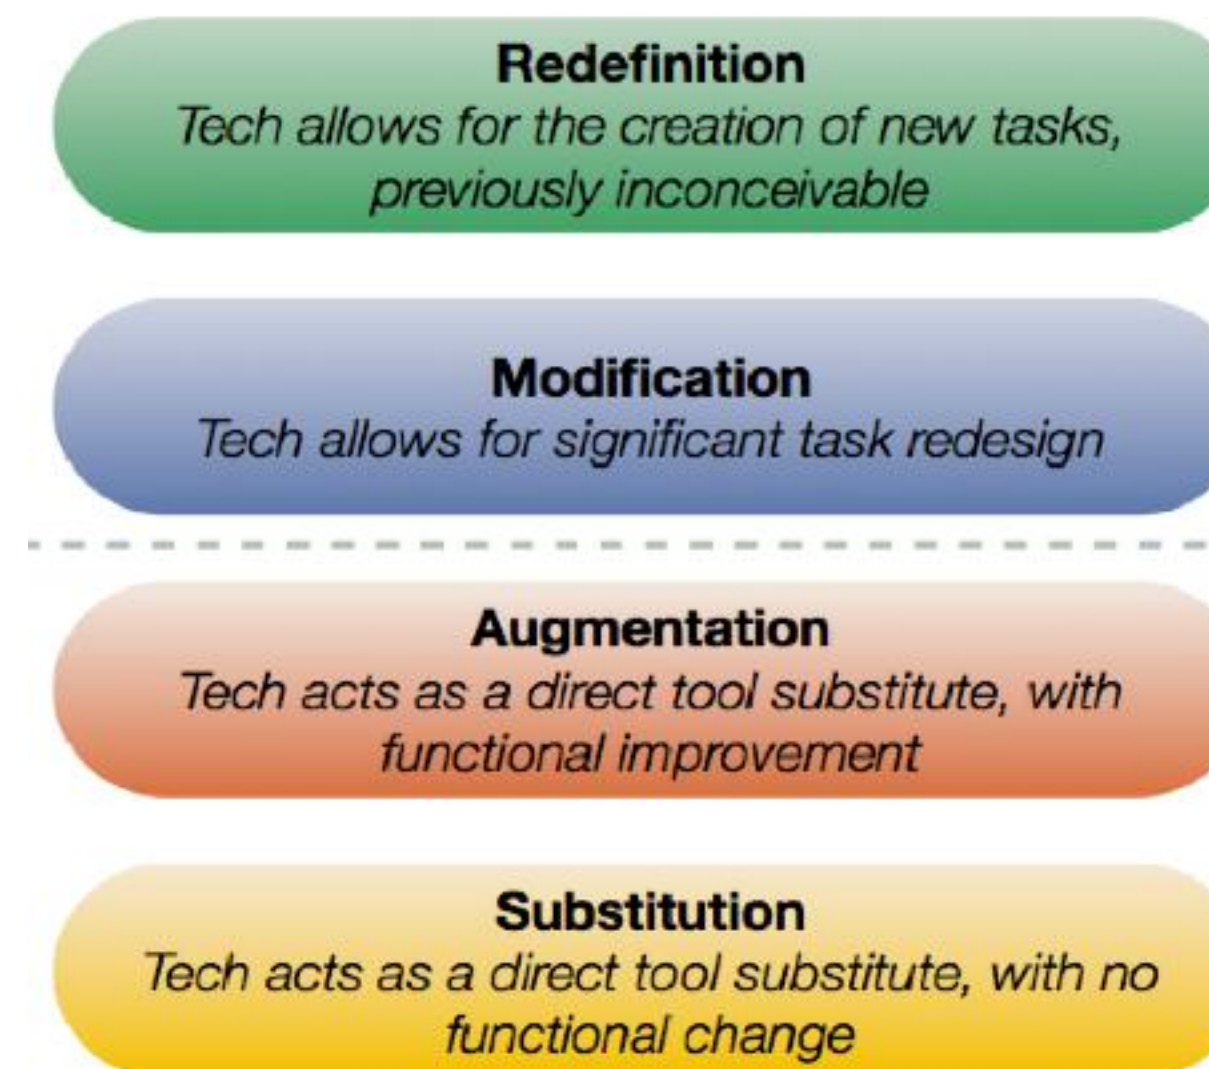 Redefinition
Tech allows for the creation of new tasks,
previously inconceivable
Modification
Tech allows for significant task redesign
Augmentation
Tech acts as a direct tool substitute, with
functional improvement
Substitution
Tech acts as a direct tool substitute, with no
functional change